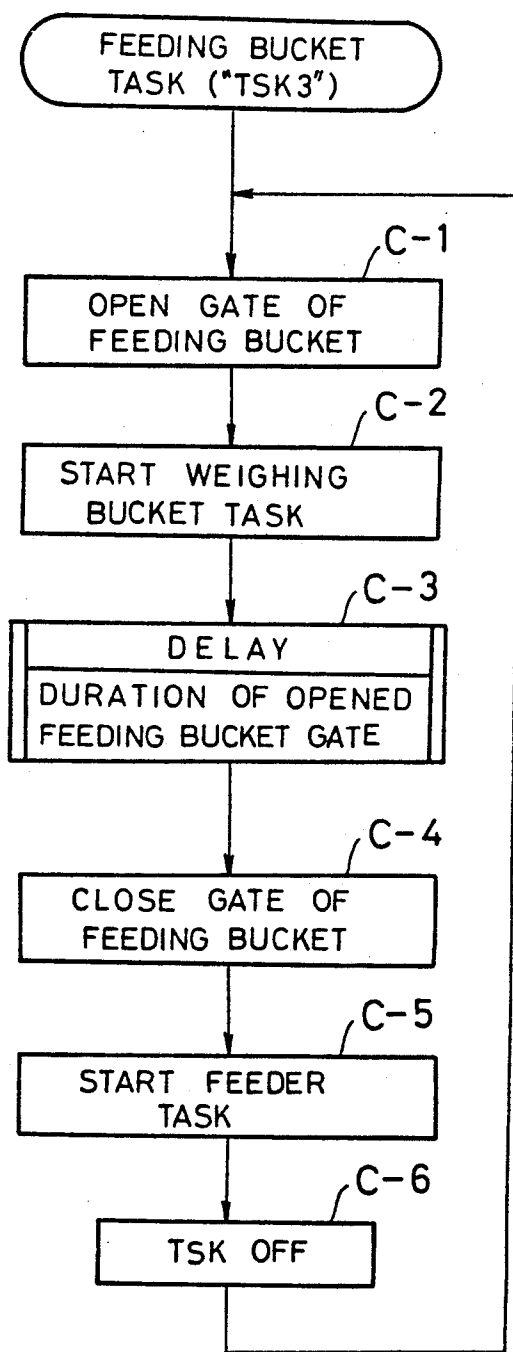 FEEDING BUCKET
TASK ("TSK3")
C-1
OPEN GATE OF
FEEDING BUCKET
C-2
START WEIGHING
BUCKET TASK
C-3
DELAY
DURATION OF OPENED
FEEDING BUCKET GATE
C-4
CLOSE GATE OF
FEEDING BUCKET
C-5
START FEEDER
TASK
C-6
TSK OFF